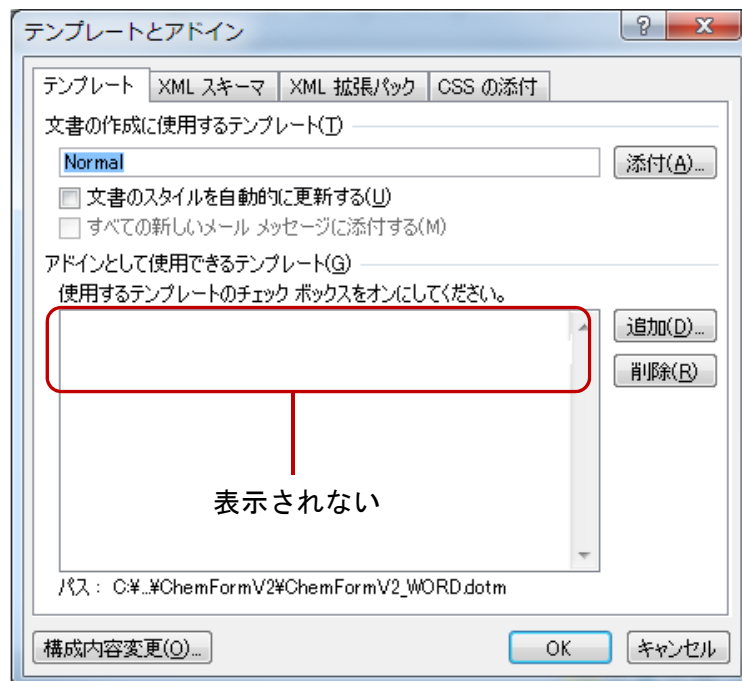 テンプレートとアドイン
テンプレート XML スキーマ XML 拡張パック CSS の添付
文書の作成に使用するテンプレート(T)
Normal 添付(A)...
文書のスタイルを自動的に更新する(U)
すべての新しいメール メッセージに添付する(M)
アドインとして使用できるテンプレート(G)
使用するテンプレートのチェック ボックスをオンにしてください。
追加(D)...
削除(R)
表示されない
パス : C:¥...¥ChemFormV2¥ChemFormV2_WORD.dotm
構成内容変更(O)... OK キャンセル